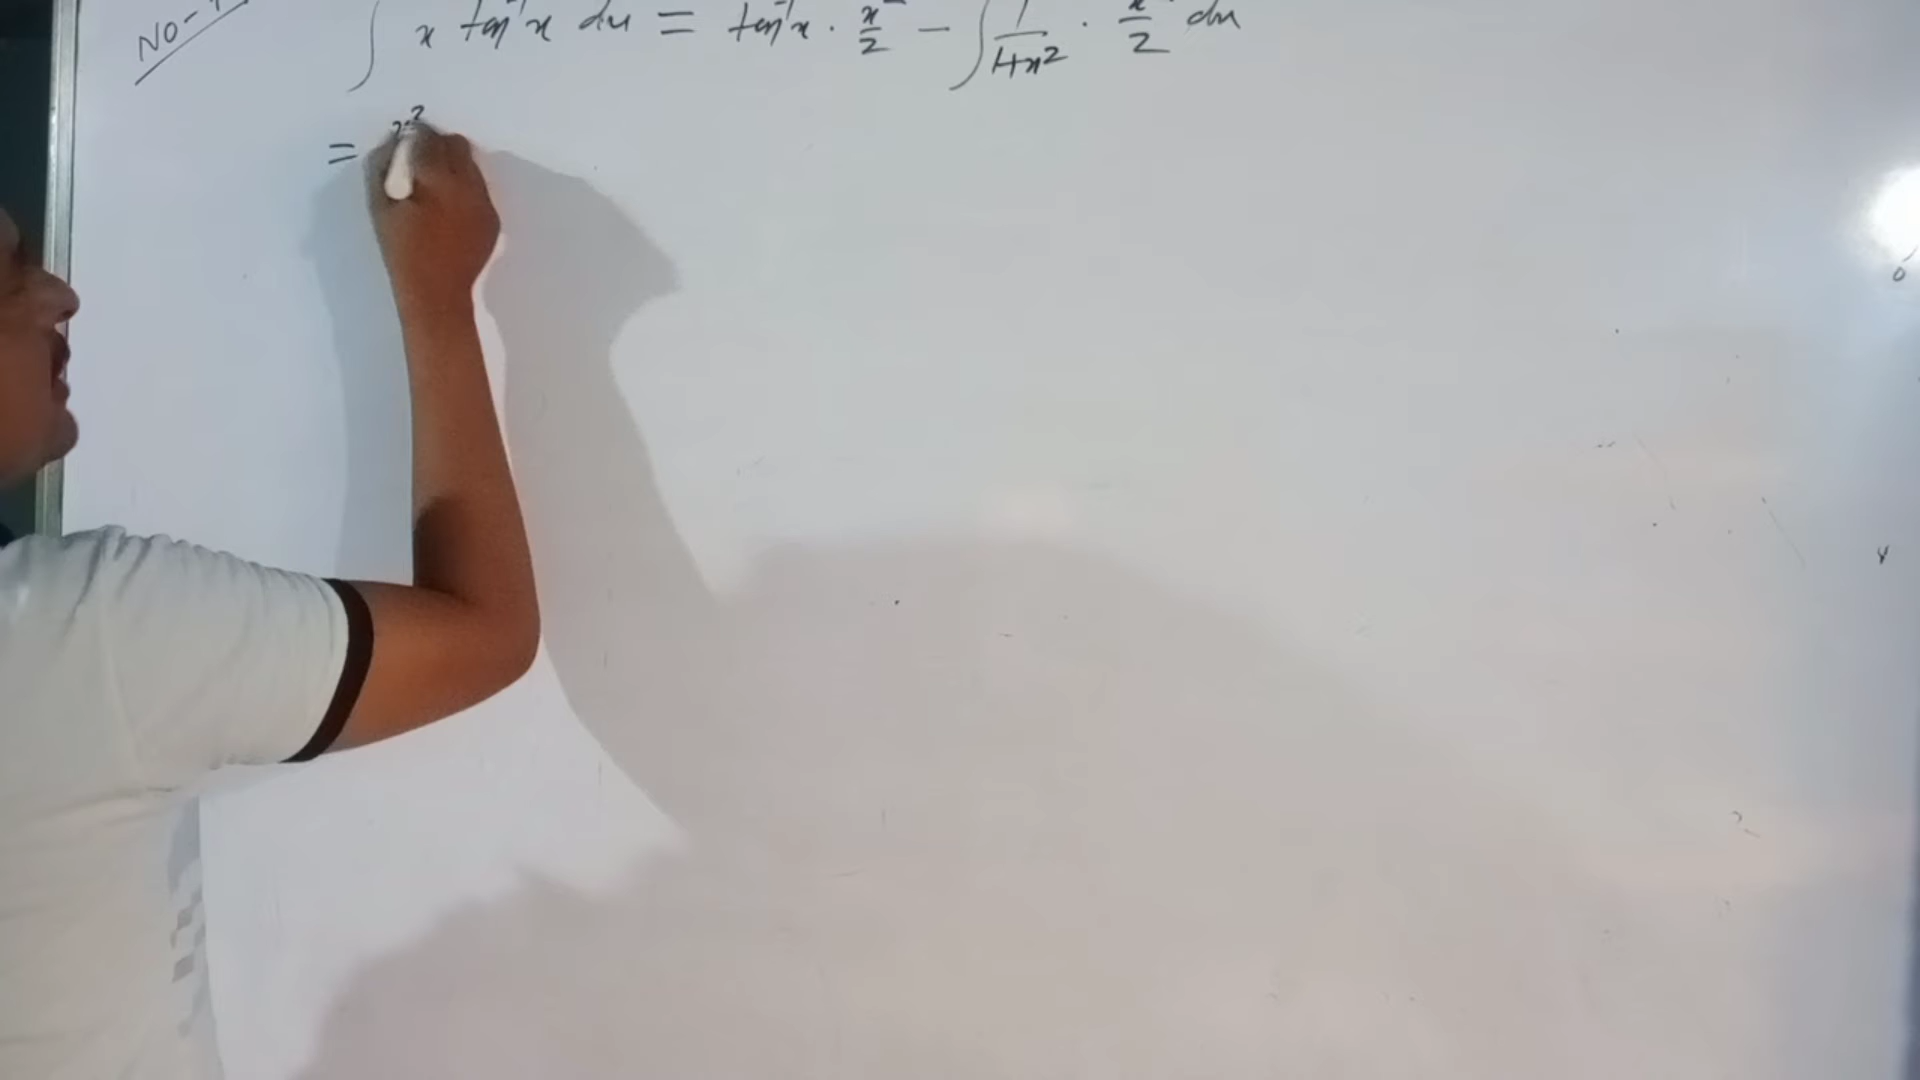 NO-
∫ x tan⁻¹x dx = tan⁻¹x · x²/2 − ∫ 1/1+x² · x²/2 dx
= x²